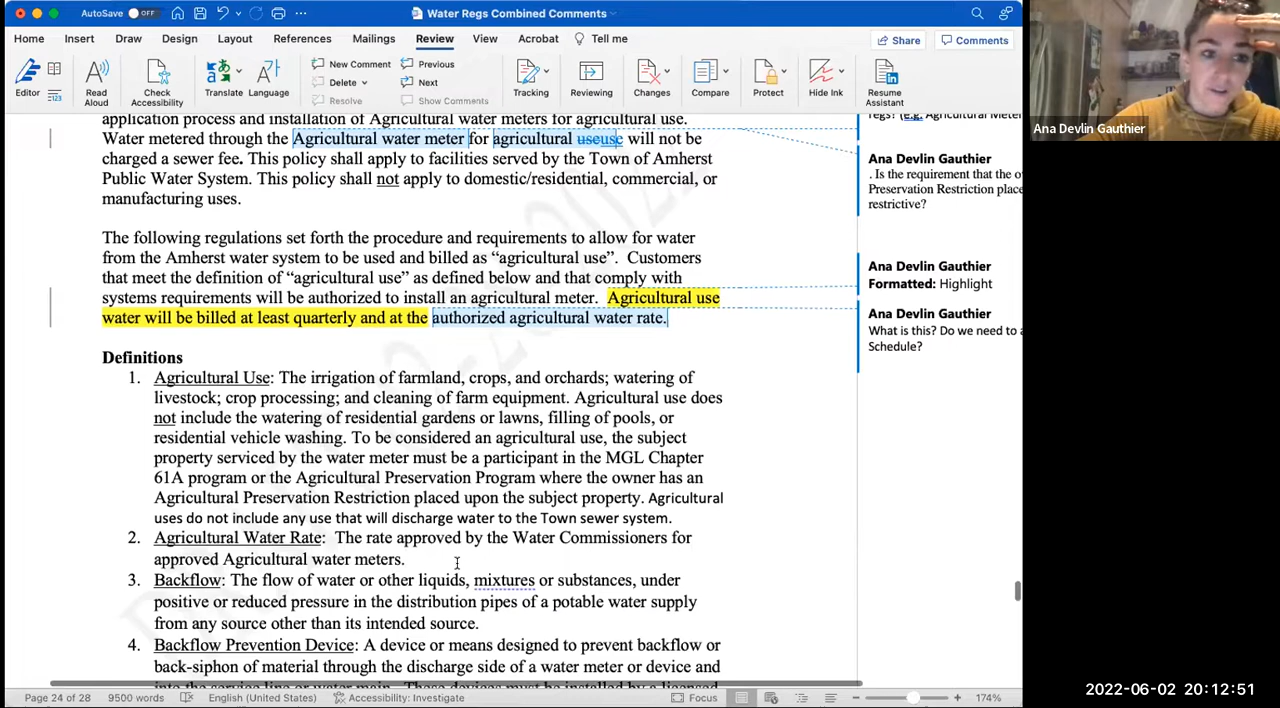 AutoSave OFF
Water Regs Combined Comments
Home Insert Draw Design Layout References Mailings Review View Acrobat Tell me
Share Comments
Editor
Read Aloud
Check Accessibility
Translate
Language
New Comment
Delete
Resolve
Previous
Next
Show Comments
Tracking
Reviewing
Changes
Compare
Protect
Hide Ink
Resume Assistant
application process and installation of Agricultural water meters for agricultural use.
Water metered through the Agricultural water meter for agricultural useuse will not be
charged a sewer fee. This policy shall apply to facilities served by the Town of Amherst
Public Water System. This policy shall not apply to domestic/residential, commercial, or
manufacturing uses.
The following regulations set forth the procedure and requirements to allow for water
from the Amherst water system to be used and billed as “agricultural use”. Customers
that meet the definition of “agricultural use” as defined below and that comply with
systems requirements will be authorized to install an agricultural meter. Agricultural use
water will be billed at least quarterly and at the authorized agricultural water rate.
Definitions
1. Agricultural Use: The irrigation of farmland, crops, and orchards; watering of
livestock; crop processing; and cleaning of farm equipment. Agricultural use does
not include the watering of residential gardens or lawns, filling of pools, or
residential vehicle washing. To be considered an agricultural use, the subject
property serviced by the water meter must be a participant in the MGL Chapter
61A program or the Agricultural Preservation Program where the owner has an
Agricultural Preservation Restriction placed upon the subject property. Agricultural
uses do not include any use that will discharge water to the Town sewer system.
2. Agricultural Water Rate: The rate approved by the Water Commissioners for
approved Agricultural water meters.
3. Backflow: The flow of water or other liquids, mixtures or substances, under
positive or reduced pressure in the distribution pipes of a potable water supply
from any source other than its intended source.
4. Backflow Prevention Device: A device or means designed to prevent backflow or
back-siphon of material through the discharge side of a water meter or device and
regs? (e.g. Agricultural Meter
Ana Devlin Gauthier
. Is the requirement that the o
Preservation Restriction place
restrictive?
Ana Devlin Gauthier
Formatted: Highlight
Ana Devlin Gauthier
What is this? Do we need to a
Schedule?
Ana Devlin Gauthier
Page 24 of 28 9500 words English (United States) Accessibility: Investigate Focus 174%
2022-06-02 20:12:51